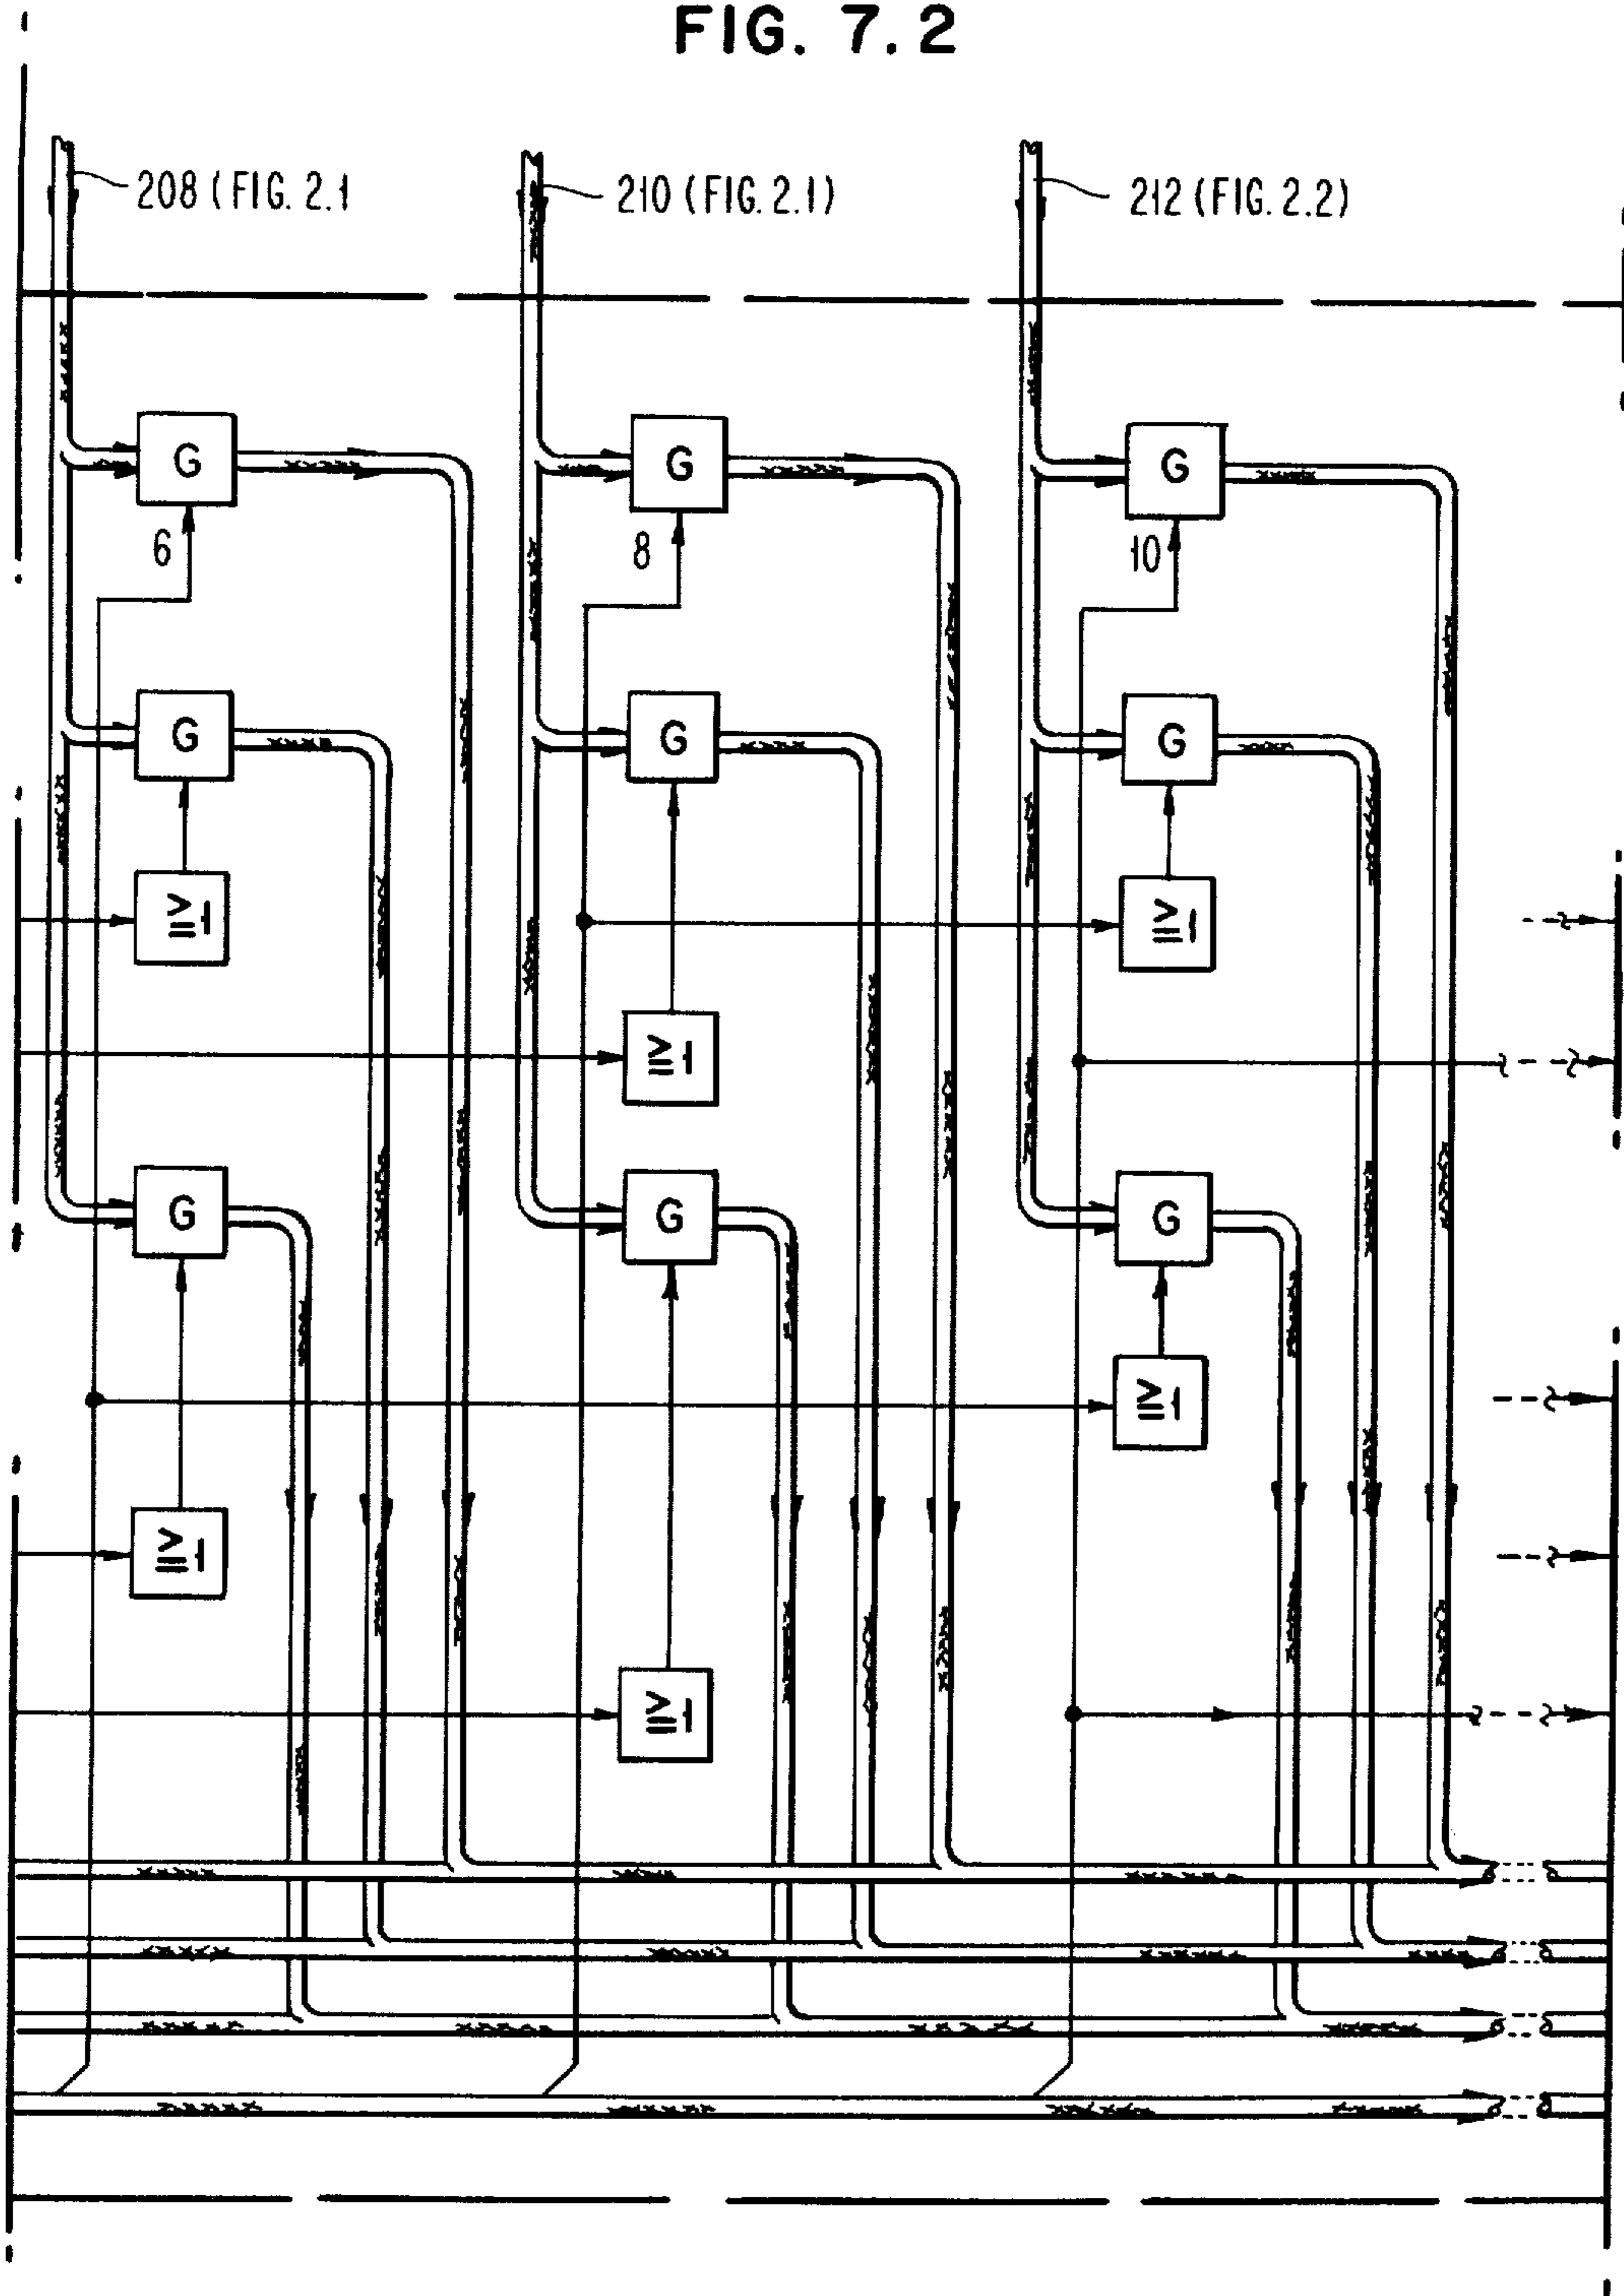 FIG. 7.2
208 (FIG. 2.1
210 (FIG. 2.1)
212 (FIG. 2.2)
G
G
G
6
8
10
G
G
G
≥1
≥1
≥1
G
G
G
≥1
≥1
≥1